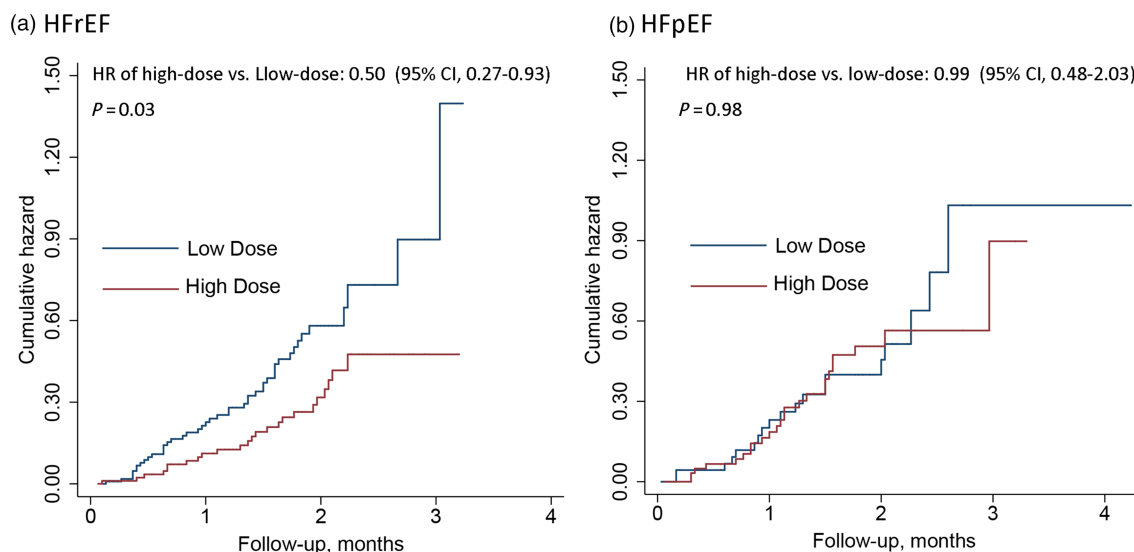 (a) HFrEF
HR of high-dose vs. Llow-dose: 0.50 (95% CI, 0.27-0.93)
P = 0.03
Cumulative hazard
1.50
1.20
0.90
0.60
0.30
0.00
Low Dose
High Dose
0 1 2 3 4
Follow-up, months
(b) HFpEF
HR of high-dose vs. low-dose: 0.99 (95% CI, 0.48-2.03)
P = 0.98
Cumulative hazard
1.50
1.20
0.90
0.60
0.30
0.00
Low Dose
High Dose
0 1 2 3 4
Follow-up, months